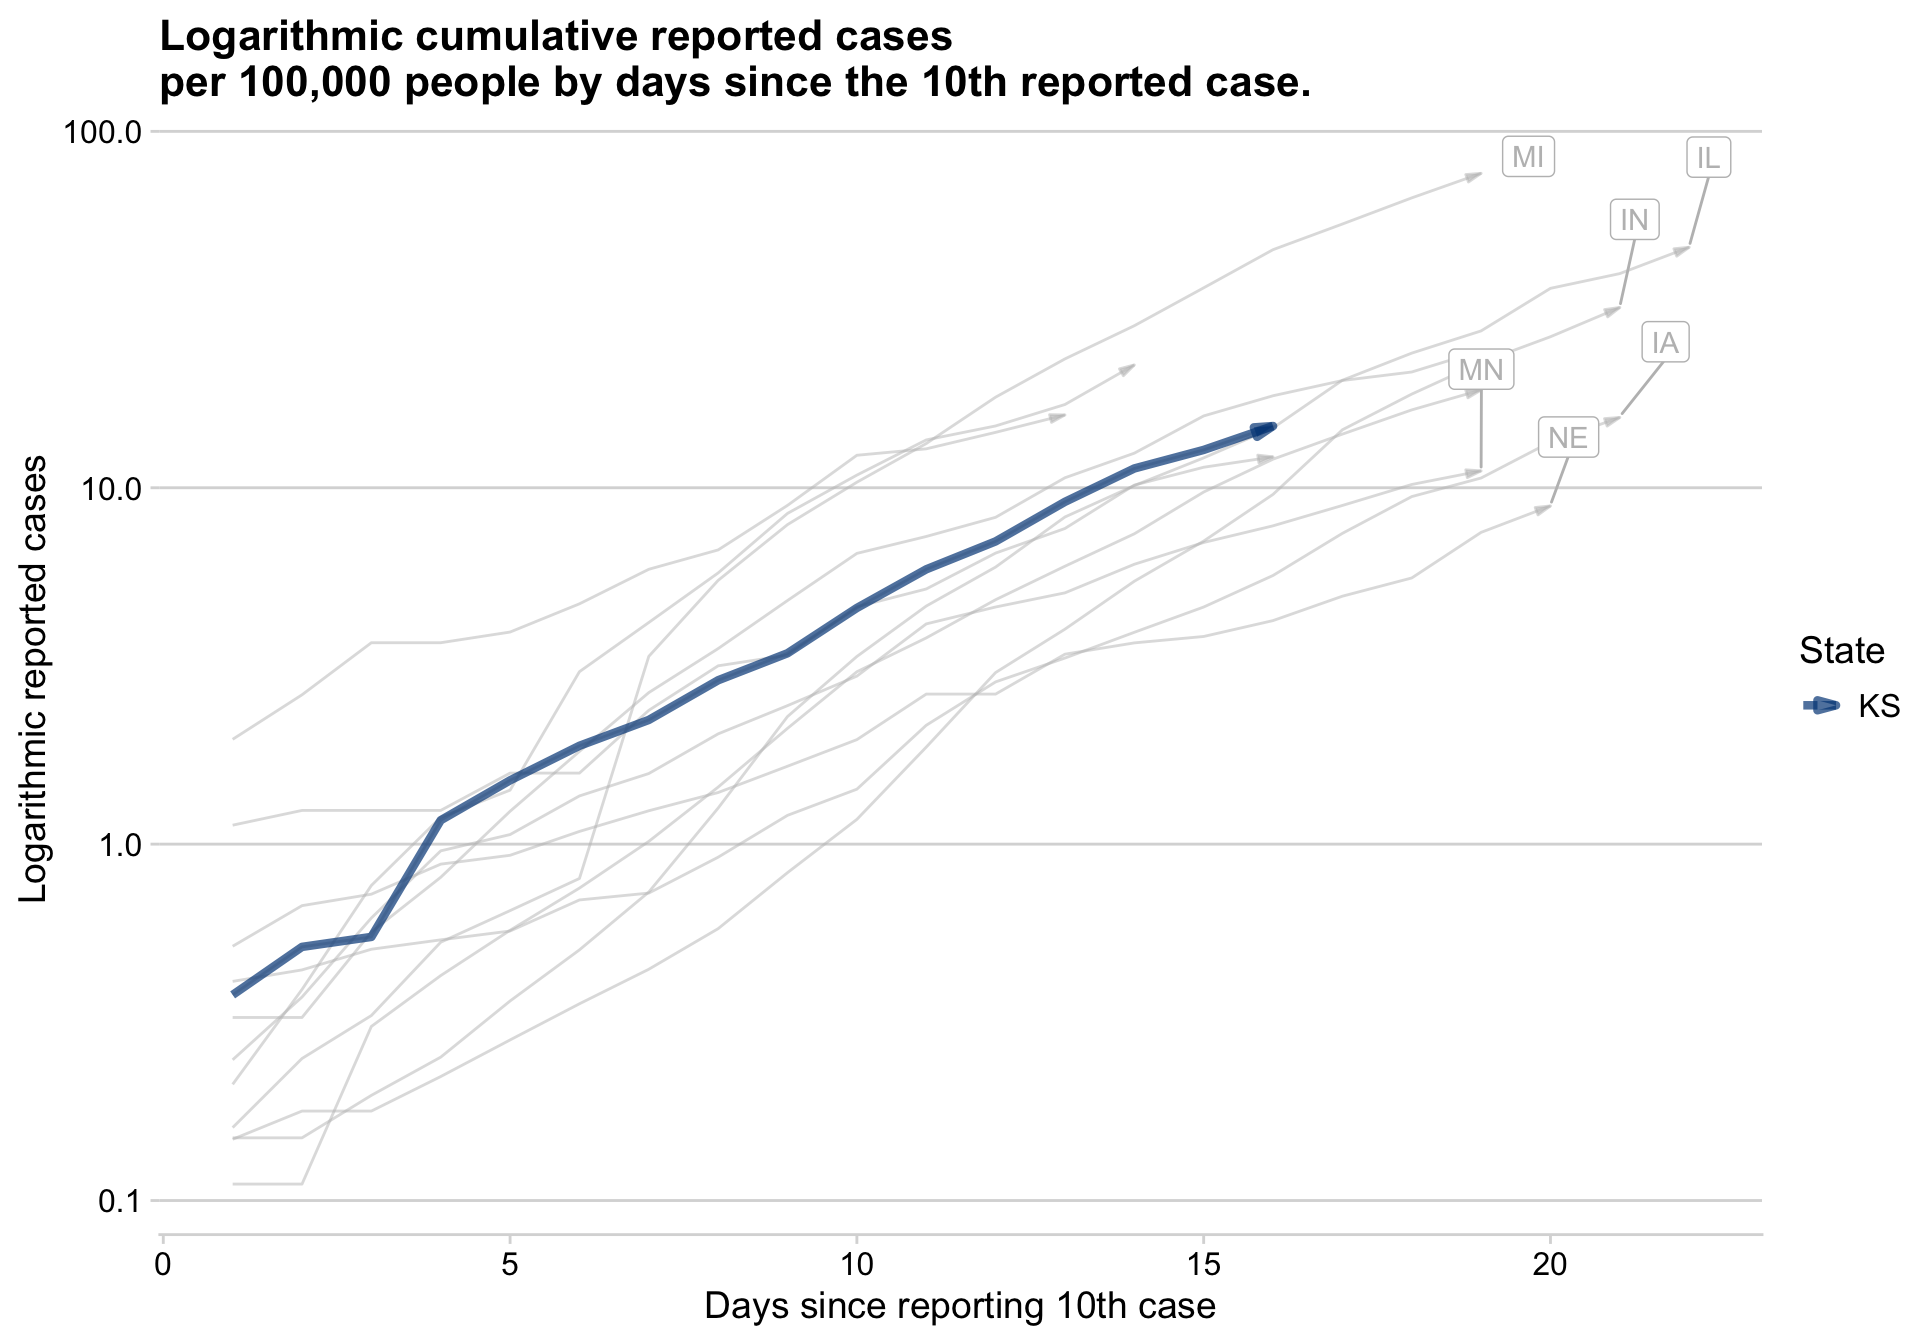 Logarithmic cumulative reported cases
per 100,000 people by days since the 10th reported case.
100.0
10.0
1.0
0.1
Logarithmic reported cases
MI
IL
IN
IA
MN
NE
State
KS
0
5
10
15
20
Days since reporting 10th case